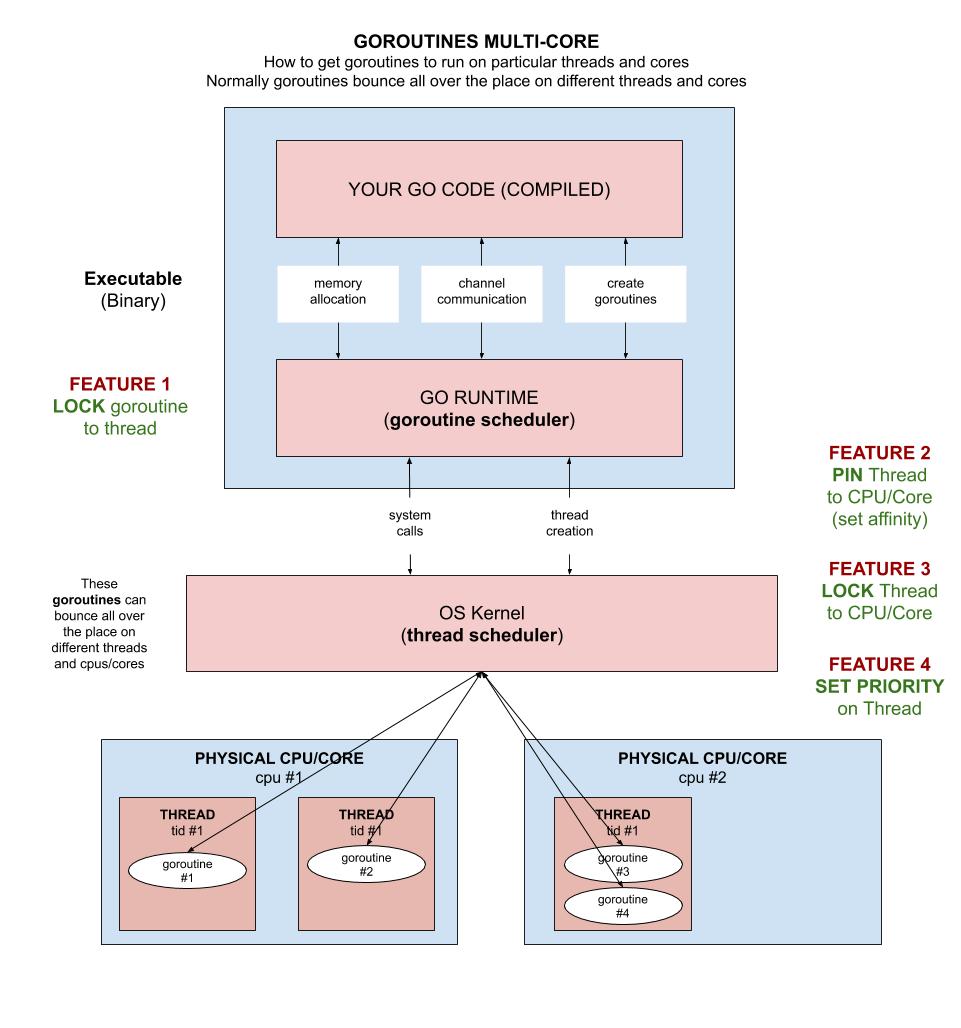 GOROUTINES MULTI-CORE
How to get goroutines to run on particular threads and cores
Normally goroutines bounce all over the place on different threads and cores
YOUR GO CODE (COMPILED)
Executable
(Binary)
memory
allocation
channel
communication
create
goroutines
FEATURE 1
LOCK goroutine
to thread
GO RUNTIME
(goroutine scheduler)
FEATURE 2
PIN Thread
to CPU/Core
(set affinity)
system
calls
thread
creation
FEATURE 3
LOCK Thread
to CPU/Core
These
goroutines can
bounce all over
the place on
different threads
and cpus/cores
OS Kernel
(thread scheduler)
FEATURE 4
SET PRIORITY
on Thread
PHYSICAL CPU/CORE
cpu #1
THREAD
tid #1
goroutine
#1
THREAD
tid #1
goroutine
#2
PHYSICAL CPU/CORE
cpu #2
THREAD
tid #1
goroutine
#3
goroutine
#4